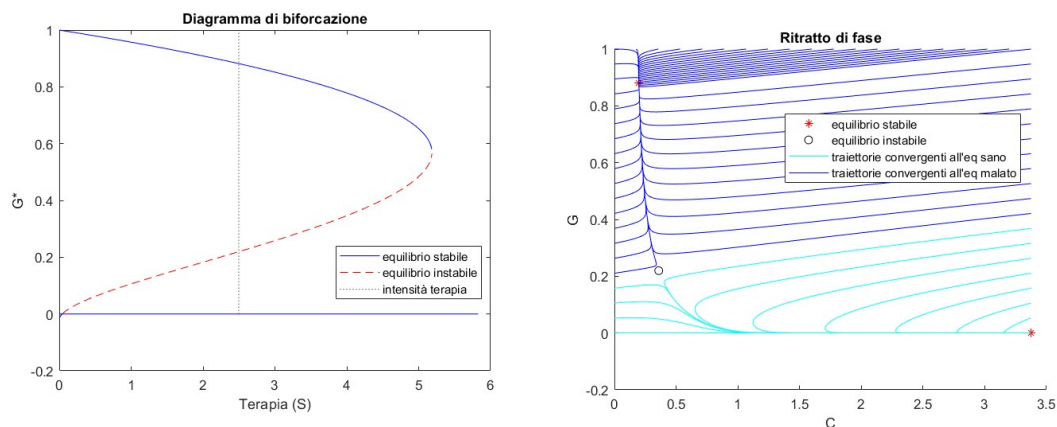 Diagramma di biforcazione
1
0.8
0.6
0.4
0.2
0
-0.2
G*
0
1
2
3
4
5
6
Terapia (S)
equilibrio stabile
equilibrio instabile
intensità terapia
Ritratto di fase
1
0.8
0.6
0.4
0.2
0
-0.2
G
0
0.5
1
1.5
2
2.5
3
3.5
C
equilibrio stabile
equilibrio instabile
traiettorie convergenti all'eq sano
traiettorie convergenti all'eq malato